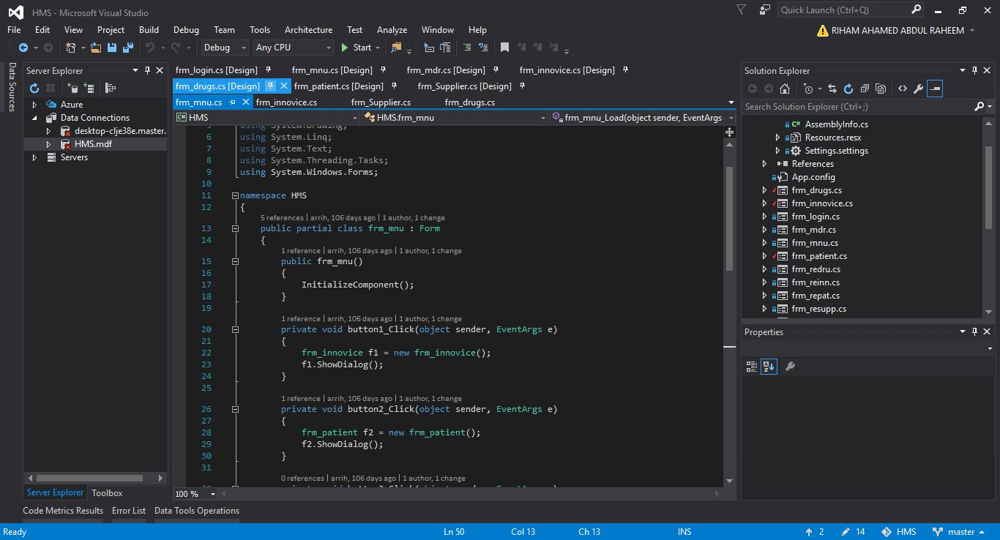 HMS - Microsoft Visual Studio
Quick Launch (Ctrl+Q)
File Edit View Project Build Debug Team Tools Architecture Test Analyze Window Help
RIHAM AHAMED ABDUL RAHEEM
Debug Any CPU Start
Data Sources
Server Explorer
Azure
Data Connections
desktop-clje38e.master.
HMS.mdf
Servers
Server Explorer Toolbox
frm_login.cs [Design] frm_mnu.cs [Design] frm_mdr.cs [Design] frm_innovice.cs [Design]
frm_drugs.cs [Design] frm_patient.cs [Design] frm_Supplier.cs [Design]
frm_mnu.cs frm_innovice.cs frm_Supplier.cs frm_drugs.cs
C# HMS HMS.frm_mnu frm_mnu_Load(object sender, EventArgs
5 using System.Drawing;
6 using System.Linq;
7 using System.Text;
8 using System.Threading.Tasks;
9 using System.Windows.Forms;
10
11 namespace HMS
12 {
5 references | arrih, 106 days ago | 1 author, 1 change
13 public partial class frm_mnu : Form
14 {
1 reference | arrih, 106 days ago | 1 author, 1 change
15 public frm_mnu()
16 {
17 InitializeComponent();
18 }
19
1 reference | arrih, 106 days ago | 1 author, 1 change
20 private void button1_Click(object sender, EventArgs e)
21 {
22 frm_innovice f1 = new frm_innovice();
23 f1.ShowDialog();
24 }
25
1 reference | arrih, 106 days ago | 1 author, 1 change
26 private void button2_Click(object sender, EventArgs e)
27 {
28 frm_patient f2 = new frm_patient();
29 f2.ShowDialog();
30 }
31
0 references | arrih, 106 days ago | 1 author, 1 change
100 %
Solution Explorer
Search Solution Explorer (Ctrl+;)
C# AssemblyInfo.cs
Resources.resx
Settings.settings
References
App.config
frm_drugs.cs
frm_innovice.cs
frm_login.cs
frm_mdr.cs
frm_mnu.cs
frm_patient.cs
frm_redru.cs
frm_reinn.cs
frm_repat.cs
frm_resupp.cs
Properties
Code Metrics Results Error List Data Tools Operations
Ready Ln 50 Col 13 Ch 13 INS 2 14 HMS master